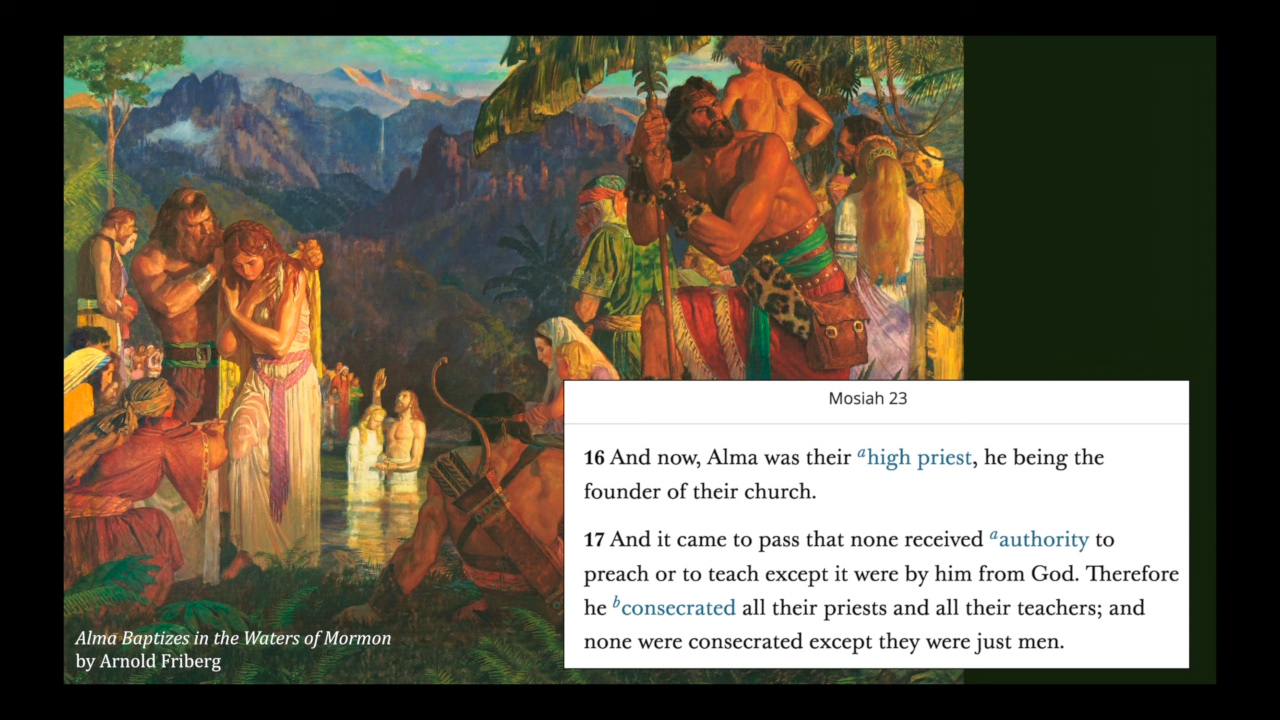 Mosiah 23
16 And now, Alma was their ahigh priest, he being the
founder of their church.
17 And it came to pass that none received aauthority to
preach or to teach except it were by him from God. Therefore
he bconsecrated all their priests and all their teachers; and
none were consecrated except they were just men.
Alma Baptizes in the Waters of Mormon
by Arnold Friberg